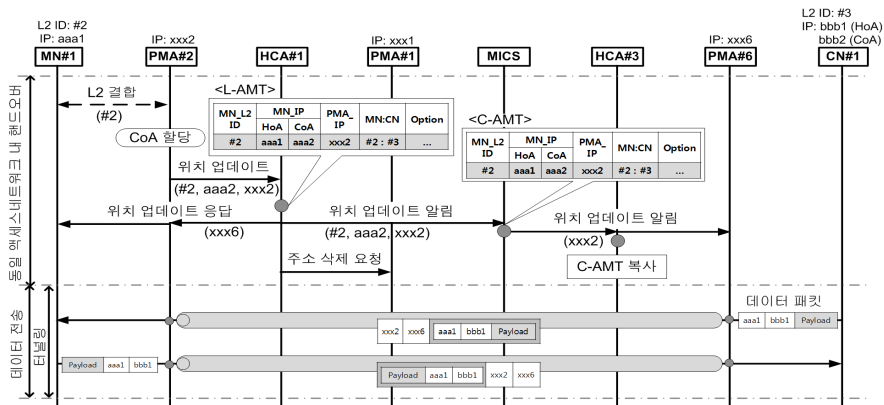 L2 ID: #2
IP: aaa1
IP: xxx2
IP: xxx1
IP: xxx6
L2 ID: #3
IP: bbb1 (HoA)
bbb2 (CoA)
MN#1
PMA#2
HCA#1
PMA#1
MICS
HCA#3
PMA#6
CN#1
동일 액세스네트워크 내 핸드오버
L2 결합
(#2)
CoA 할당
<L-AMT>
MN_L2 ID
MN_IP
HoA
CoA
PMA_IP
MN:CN
Option
#2
aaa1
aaa2
xxx2
#2 : #3
...
<C-AMT>
MN_L2 ID
MN_IP
HoA
CoA
PMA_IP
MN:CN
Option
#2
aaa1
aaa2
xxx2
#2 : #3
...
위치 업데이트
(#2, aaa2, xxx2)
위치 업데이트 응답
(xxx6)
위치 업데이트 알림
(#2, aaa2, xxx2)
위치 업데이트 알림
(xxx2)
주소 삭제 요청
C-AMT 복사
데이터 전송
터널링
데이터 패킷
xxx2 xxx6 aaa1 bbb1 Payload
aaa1 bbb1 Payload
Payload aaa1 bbb1
Payload aaa1 bbb1 xxx2 xxx6